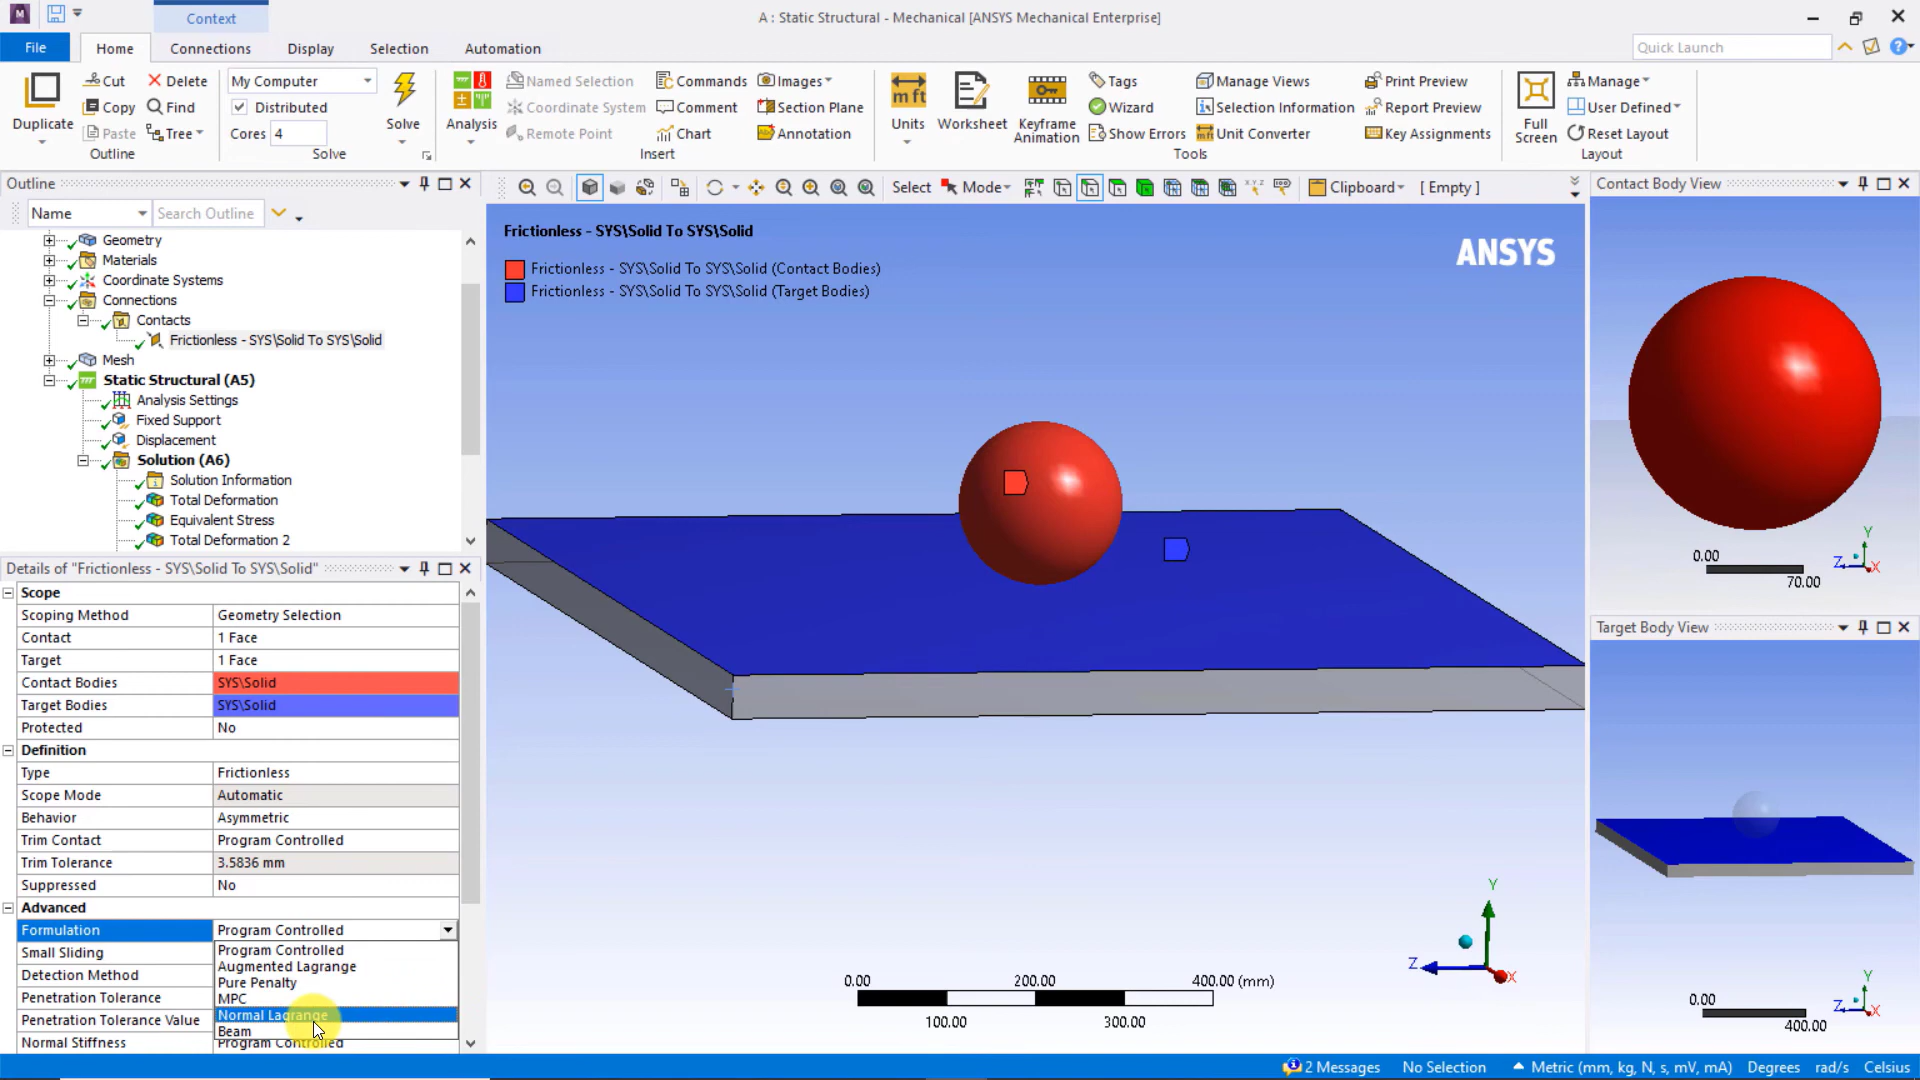 Context
A : Static Structural - Mechanical [ANSYS Mechanical Enterprise]
File
Home
Connections
Display
Selection
Automation
Quick Launch
Duplicate
Cut
Delete
Copy
Find
Paste
Tree
Outline
My Computer
Distributed
Cores 4
Solve
Solve
Analysis
Named Selection
Coordinate System
Remote Point
Commands
Comment
Chart
Images
Section Plane
Annotation
Insert
Units
Worksheet
Keyframe
Animation
Tags
Wizard
Show Errors
Manage Views
Selection Information
Unit Converter
Print Preview
Report Preview
Key Assignments
Tools
Full
Screen
Manage
User Defined
Reset Layout
Layout
Outline
Name
Search Outline
Geometry
Materials
Coordinate Systems
Connections
Contacts
Frictionless - SYS\Solid To SYS\Solid
Mesh
Static Structural (A5)
Analysis Settings
Fixed Support
Displacement
Solution (A6)
Solution Information
Total Deformation
Equivalent Stress
Total Deformation 2
Details of "Frictionless - SYS\Solid To SYS\Solid"
Scope
Scoping Method Geometry Selection
Contact 1 Face
Target 1 Face
Contact Bodies SYS\Solid
Target Bodies SYS\Solid
Protected No
Definition
Type Frictionless
Scope Mode Automatic
Behavior Asymmetric
Trim Contact Program Controlled
Trim Tolerance 3.5836 mm
Suppressed No
Advanced
Formulation Program Controlled
Small Sliding
Detection Method
Penetration Tolerance
Penetration Tolerance Value
Normal Stiffness Program Controlled
Program Controlled
Augmented Lagrange
Pure Penalty
MPC
Normal Lagrange
Beam
Select
Mode
Clipboard
[ Empty ]
Frictionless - SYS\Solid To SYS\Solid
Frictionless - SYS\Solid To SYS\Solid (Contact Bodies)
Frictionless - SYS\Solid To SYS\Solid (Target Bodies)
ANSYS
0.00 200.00 400.00 (mm)
100.00 300.00
Y
Z
X
Contact Body View
0.00
70.00
Y
Z
X
Target Body View
0.00
400.00
Y
Z
X
2 Messages
No Selection
Metric (mm, kg, N, s, mV, mA)
Degrees
rad/s
Celsius